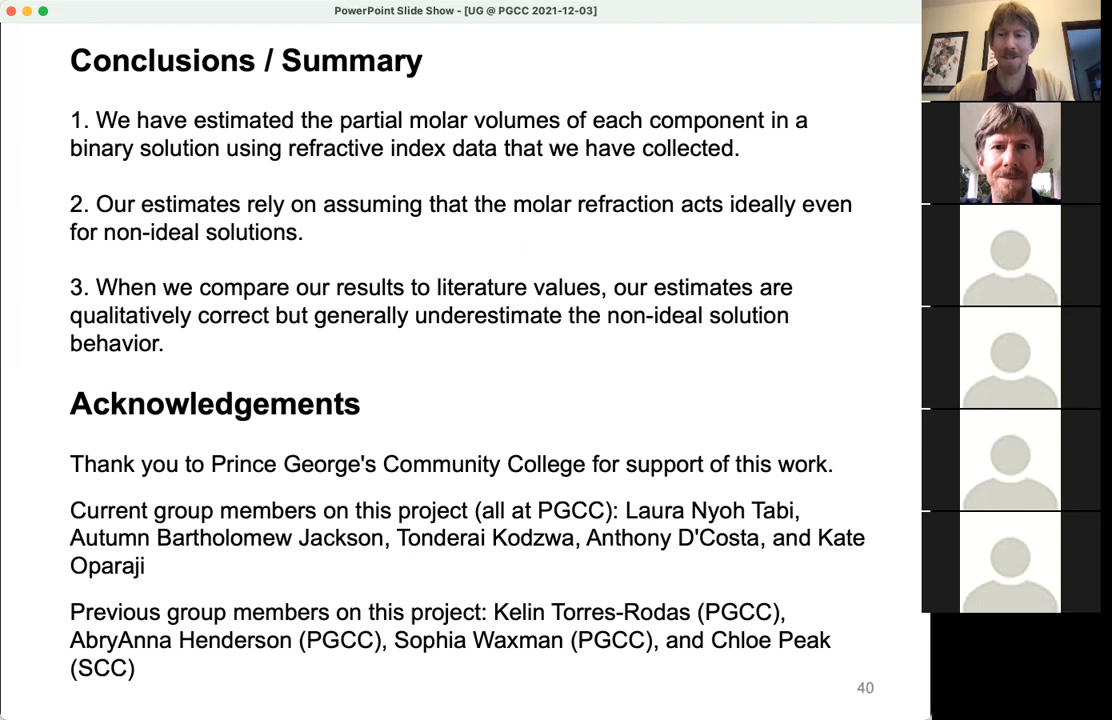 PowerPoint Slide Show - [UG @ PGCC 2021-12-03]
Conclusions / Summary
1. We have estimated the partial molar volumes of each component in a
binary solution using refractive index data that we have collected.
2. Our estimates rely on assuming that the molar refraction acts ideally even
for non-ideal solutions.
3. When we compare our results to literature values, our estimates are
qualitatively correct but generally underestimate the non-ideal solution
behavior.
Acknowledgements
Thank you to Prince George's Community College for support of this work.
Current group members on this project (all at PGCC): Laura Nyoh Tabi,
Autumn Bartholomew Jackson, Tonderai Kodzwa, Anthony D'Costa, and Kate
Oparaji
Previous group members on this project: Kelin Torres-Rodas (PGCC),
AbryAnna Henderson (PGCC), Sophia Waxman (PGCC), and Chloe Peak
(SCC)
40